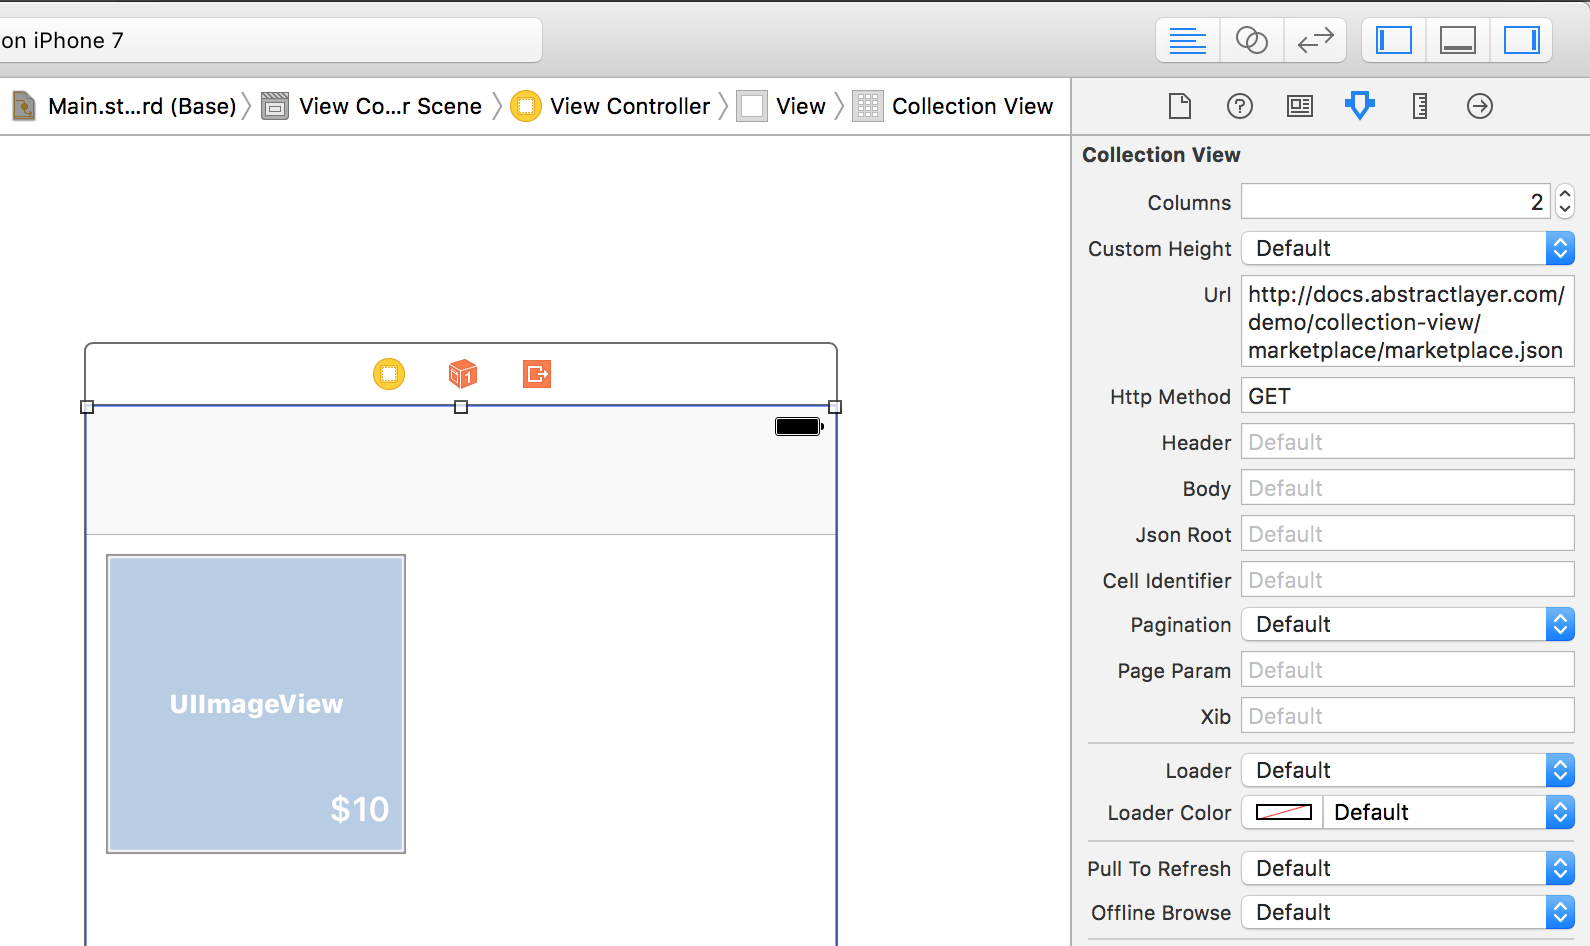 on iPhone 7
Main.st...rd (Base) View Co...r Scene View Controller View Collection View
Collection View
Columns 2
Custom Height Default
Url http://docs.abstractlayer.com/
demo/collection-view/
marketplace/marketplace.json
Http Method GET
Header Default
Body Default
Json Root Default
Cell Identifier Default
Pagination Default
Page Param Default
Xib Default
Loader Default
Loader Color Default
Pull To Refresh Default
Offline Browse Default
1
UIImageView
$10